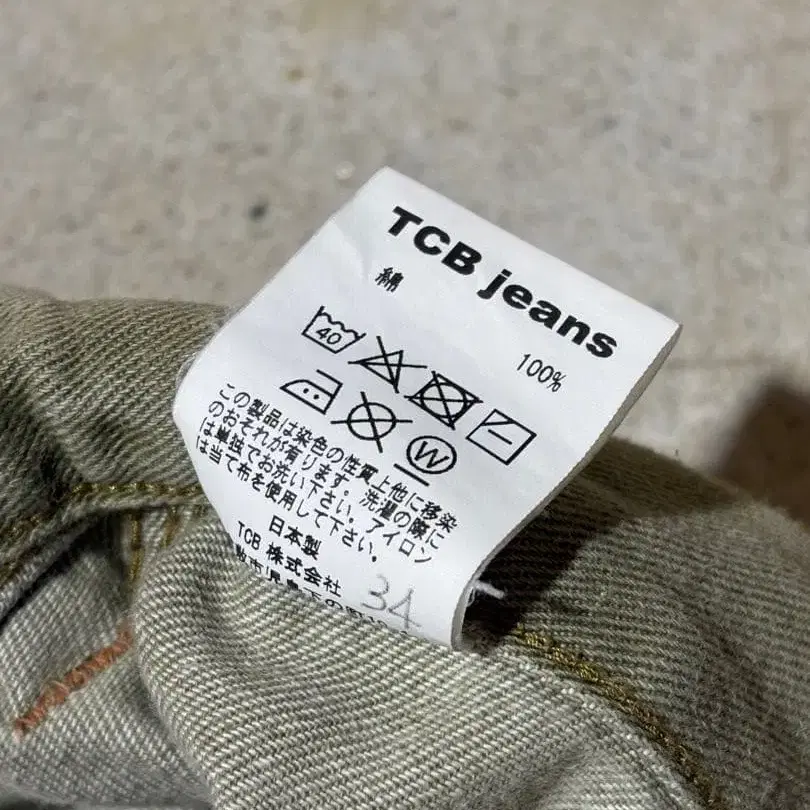 TCB jeans
綿 100%
40
W
この製品は染色の性質上他に移染
のおそれが有ります。洗濯の際に
は単独でお洗い下さい。アイロン
は当て布を使用して下さい。
日本製
TCB 株式会社
34